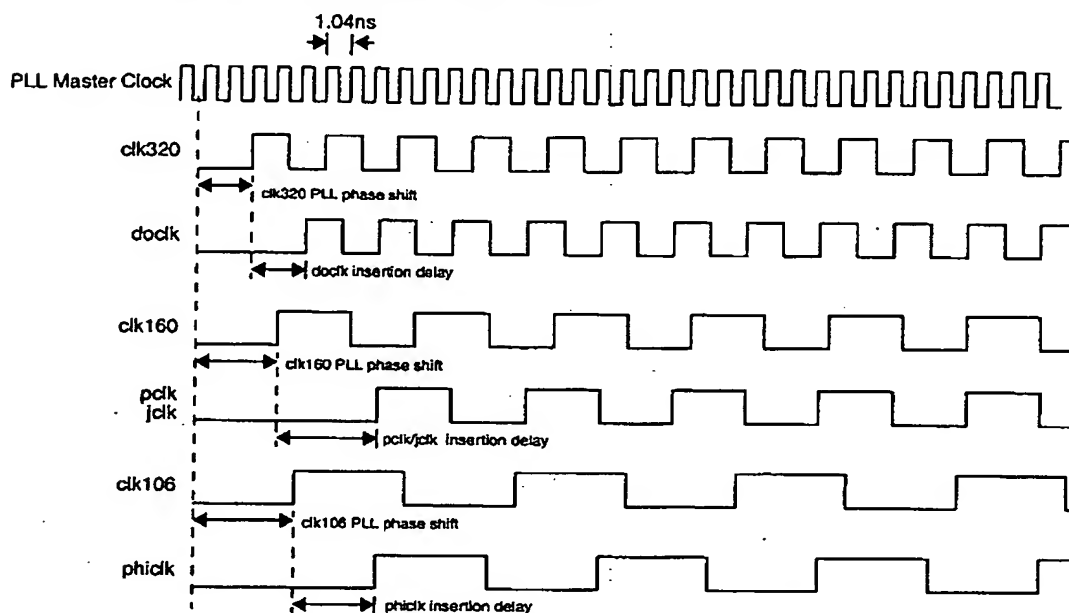 1.04ns
PLL Master Clock
clk320
clk320 PLL phase shift
doclk
doclk insertion delay
clk160
clk160 PLL phase shift
pclk
jclk
pclk/jclk Insertion delay
clk106
clk106 PLL phase shift
phiclk
phiclk insertion delay